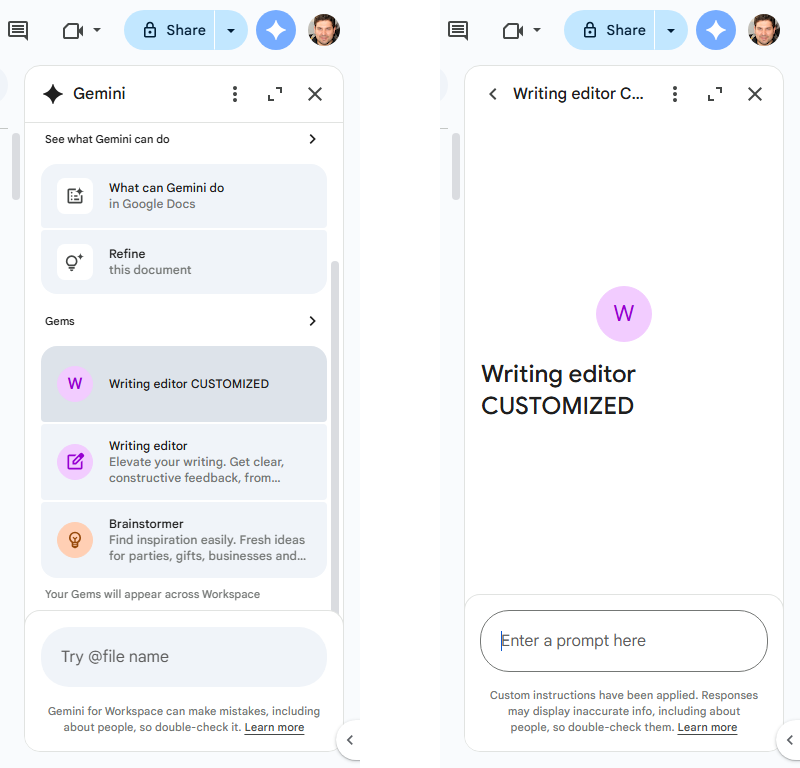 Share
Gemini
See what Gemini can do
What can Gemini do
in Google Docs
Refine
this document
Gems
W
Writing editor CUSTOMIZED
Writing editor
Elevate your writing. Get clear,
constructive feedback, from...
Brainstormer
Find inspiration easily. Fresh ideas
for parties, gifts, businesses and...
Your Gems will appear across Workspace
Try @file name
Gemini for Workspace can make mistakes, including
about people, so double-check it. Learn more
Share
Writing editor C...
W
Writing editor
CUSTOMIZED
Enter a prompt here
Custom instructions have been applied. Responses
may display inaccurate info, including about
people, so double-check them. Learn more